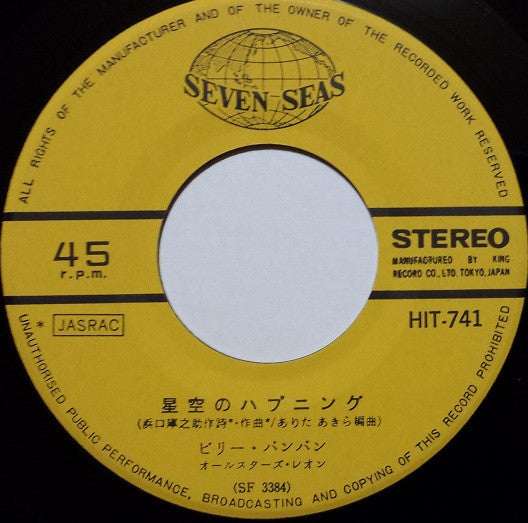 ALL RIGHTS OF THE MANUFACTURER AND OF THE OWNER OF THE RECORDED WORK RESERVED
SEVEN SEAS
45
r.p.m.
STEREO
MANUFACTURED BY KING
RECORD CO., LTD. TOKYO, JAPAN
* JASRAC
HIT-741
星空のハプニング
(浜口庫之助作詩*・作曲*/ありた あきら編曲)
ビリー・バンバン
オールスターズ・レオン
(SF 3384)
UNAUTHORISED PUBLIC PERFORMANCE, BROADCASTING AND COPYING OF THIS RECORD PROHIBITED